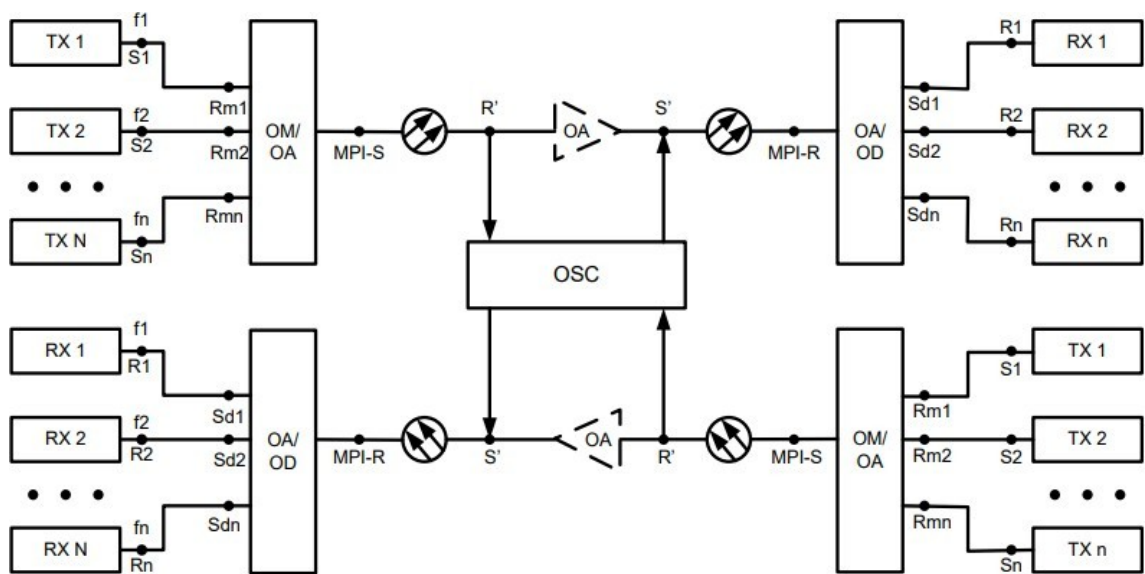 f1
TX 1
S1
f2
TX 2
S2
fn
TX N
Sn
Rm1
Rm2
Rmn
OM/
OA
MPI-S
R'
OA
S'
MPI-R
OA/
OD
Sd1
Sd2
Sdn
R1
RX 1
R2
RX 2
Rn
RX n
OSC
f1
RX 1
R1
f2
RX 2
R2
fn
RX N
Rn
Sd1
Sd2
Sdn
OA/
OD
MPI-R
S'
OA
R'
MPI-S
OM/
OA
Rm1
Rm2
Rmn
TX 1
S1
TX 2
S2
TX n
Sn